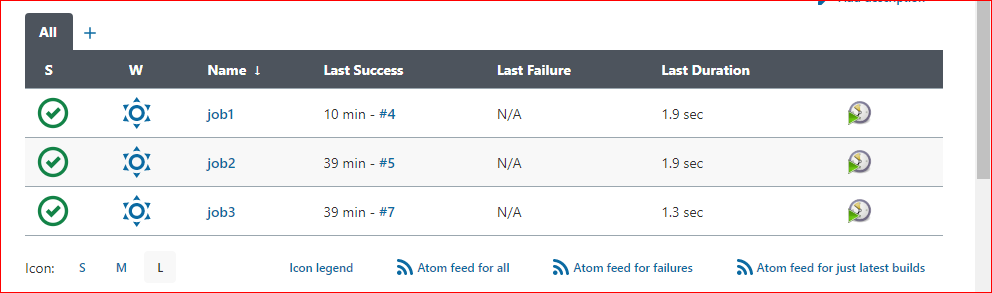 Add description
All +
S W Name ↓ Last Success Last Failure Last Duration
job1 10 min - #4 N/A 1.9 sec
job2 39 min - #5 N/A 1.9 sec
job3 39 min - #7 N/A 1.3 sec
Icon: S M L Icon legend Atom feed for all Atom feed for failures Atom feed for just latest builds